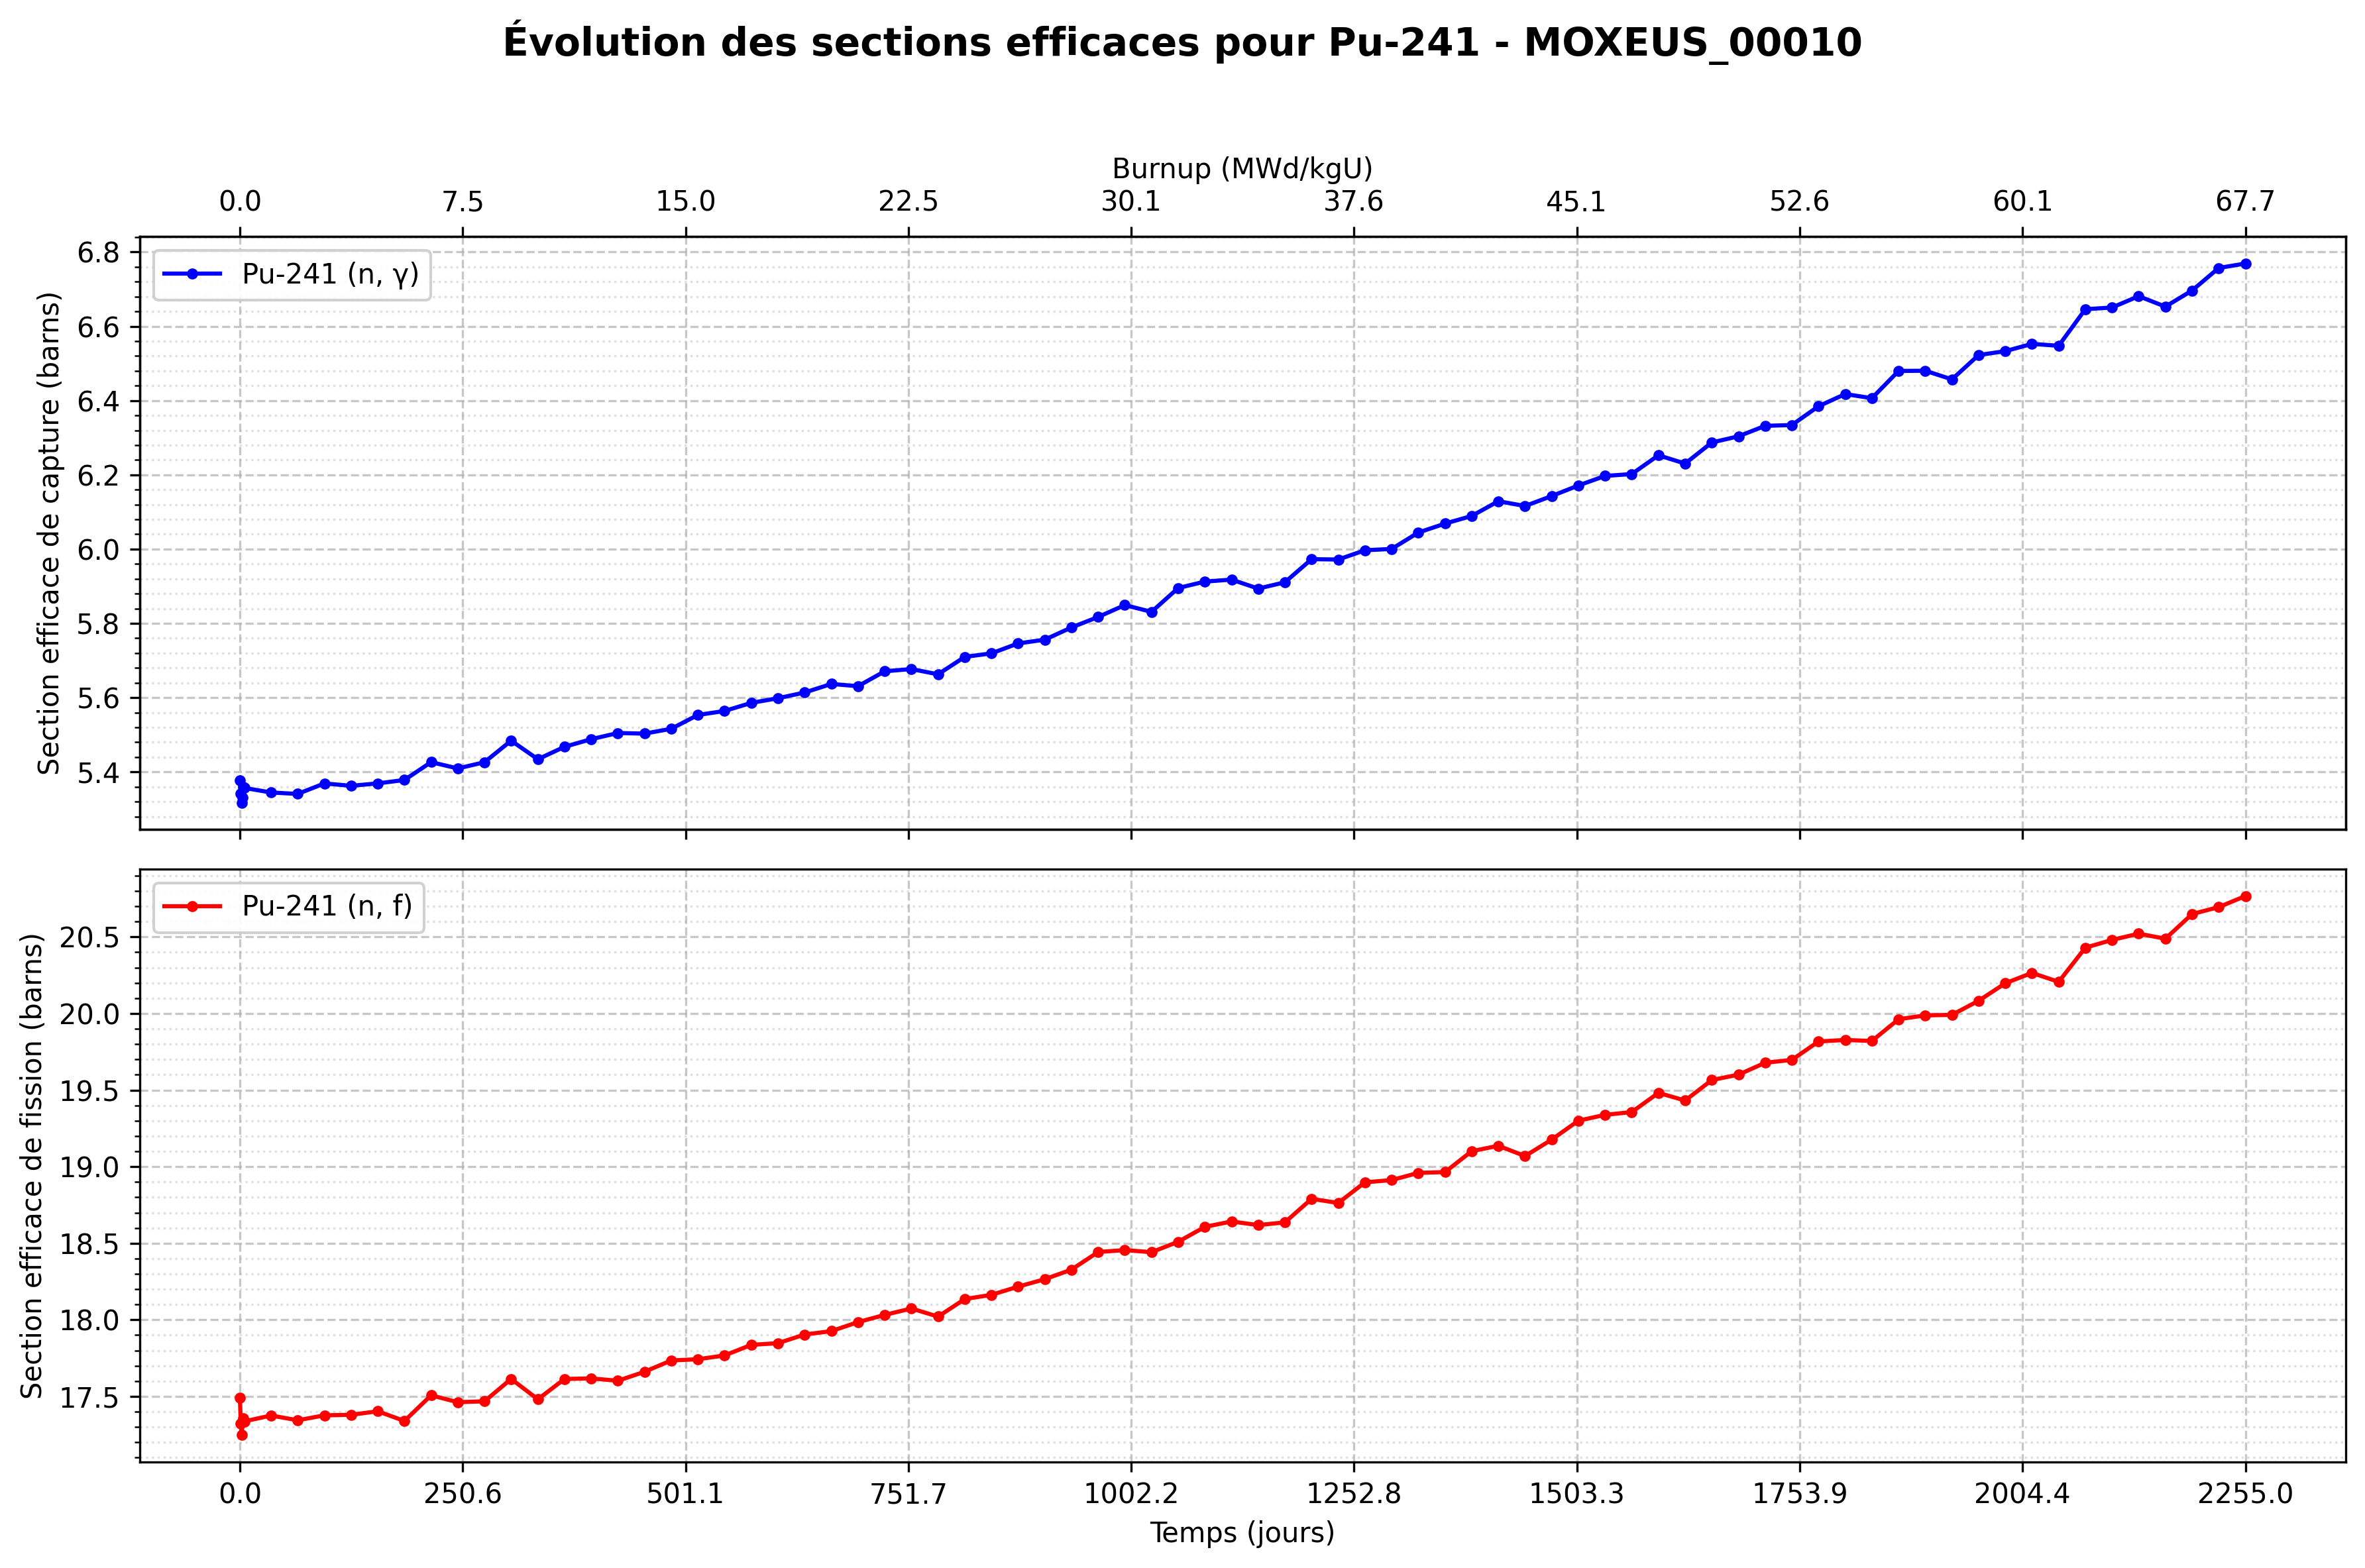 Évolution des sections efficaces pour Pu-241 - MOXEUS_00010
Burnup (MWd/kgU)
0.0 7.5 15.0 22.5 30.1 37.6 45.1 52.6 60.1 67.7
Section efficace de capture (barns)
6.8
6.6
6.4
6.2
6.0
5.8
5.6
5.4
Pu-241 (n, γ)
Section efficace de fission (barns)
20.5
20.0
19.5
19.0
18.5
18.0
17.5
Pu-241 (n, f)
0.0 250.6 501.1 751.7 1002.2 1252.8 1503.3 1753.9 2004.4 2255.0
Temps (jours)